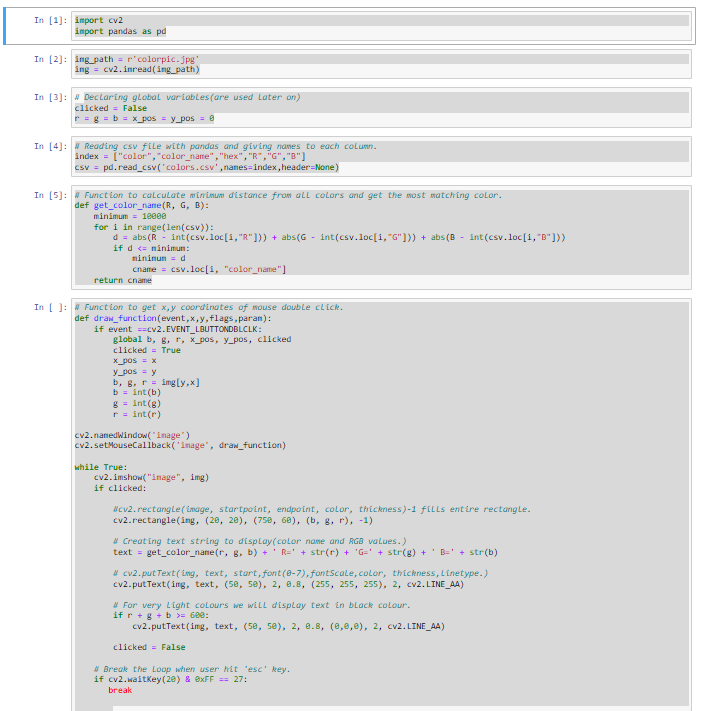 In [1]: import cv2
import pandas as pd
In [2]: img_path = r'colorpic.jpg'
img = cv2.imread(img_path)
In [3]: # Declaring global variables(are used later on)
clicked = False
r = g = b = x_pos = y_pos = 0
In [4]: # Reading csv file with pandas and giving names to each column.
index = ["color","color_name","hex","R","G","B"]
csv = pd.read_csv('colors.csv',names=index,header=None)
In [5]: # Function to calculate minimum distance from all colors and get the most matching color.
def get_color_name(R, G, B):
    minimum = 10000
    for i in range(len(csv)):
        d = abs(R - int(csv.loc[i,"R"])) + abs(G - int(csv.loc[i,"G"])) + abs(B - int(csv.loc[i,"B"]))
        if d <= minimum:
            minimum = d
            cname = csv.loc[i, "color_name"]
    return cname
In [ ]: # Function to get x,y coordinates of mouse double click.
def draw_function(event,x,y,flags,param):
    if event ==cv2.EVENT_LBUTTONDBLCLK:
        global b, g, r, x_pos, y_pos, clicked
        clicked = True
        x_pos = x
        y_pos = y
        b, g, r = img[y,x]
        b = int(b)
        g = int(g)
        r = int(r)
cv2.namedWindow('image')
cv2.setMouseCallback('image', draw_function)
while True:
    cv2.imshow("image", img)
    if clicked:
        #cv2.rectangle(image, startpoint, endpoint, color, thickness)-1 fills entire rectangle.
        cv2.rectangle(img, (20, 20), (750, 60), (b, g, r), -1)
        # Creating text string to display(color name and RGB values.)
        text = get_color_name(r, g, b) + ' R=' + str(r) + 'G=' + str(g) + ' B=' + str(b)
        # cv2.putText(img, text, start,font(0-7),fontScale,color, thickness,linetype.)
        cv2.putText(img, text, (50, 50), 2, 0.8, (255, 255, 255), 2, cv2.LINE_AA)
        # For very light colours we will display text in black colour.
        if r + g + b >= 600:
            cv2.putText(img, text, (50, 50), 2, 0.8, (0,0,0), 2, cv2.LINE_AA)
        clicked = False
    # Break the Loop when user hit 'esc' key.
    if cv2.waitKey(20) & 0xFF == 27:
       break